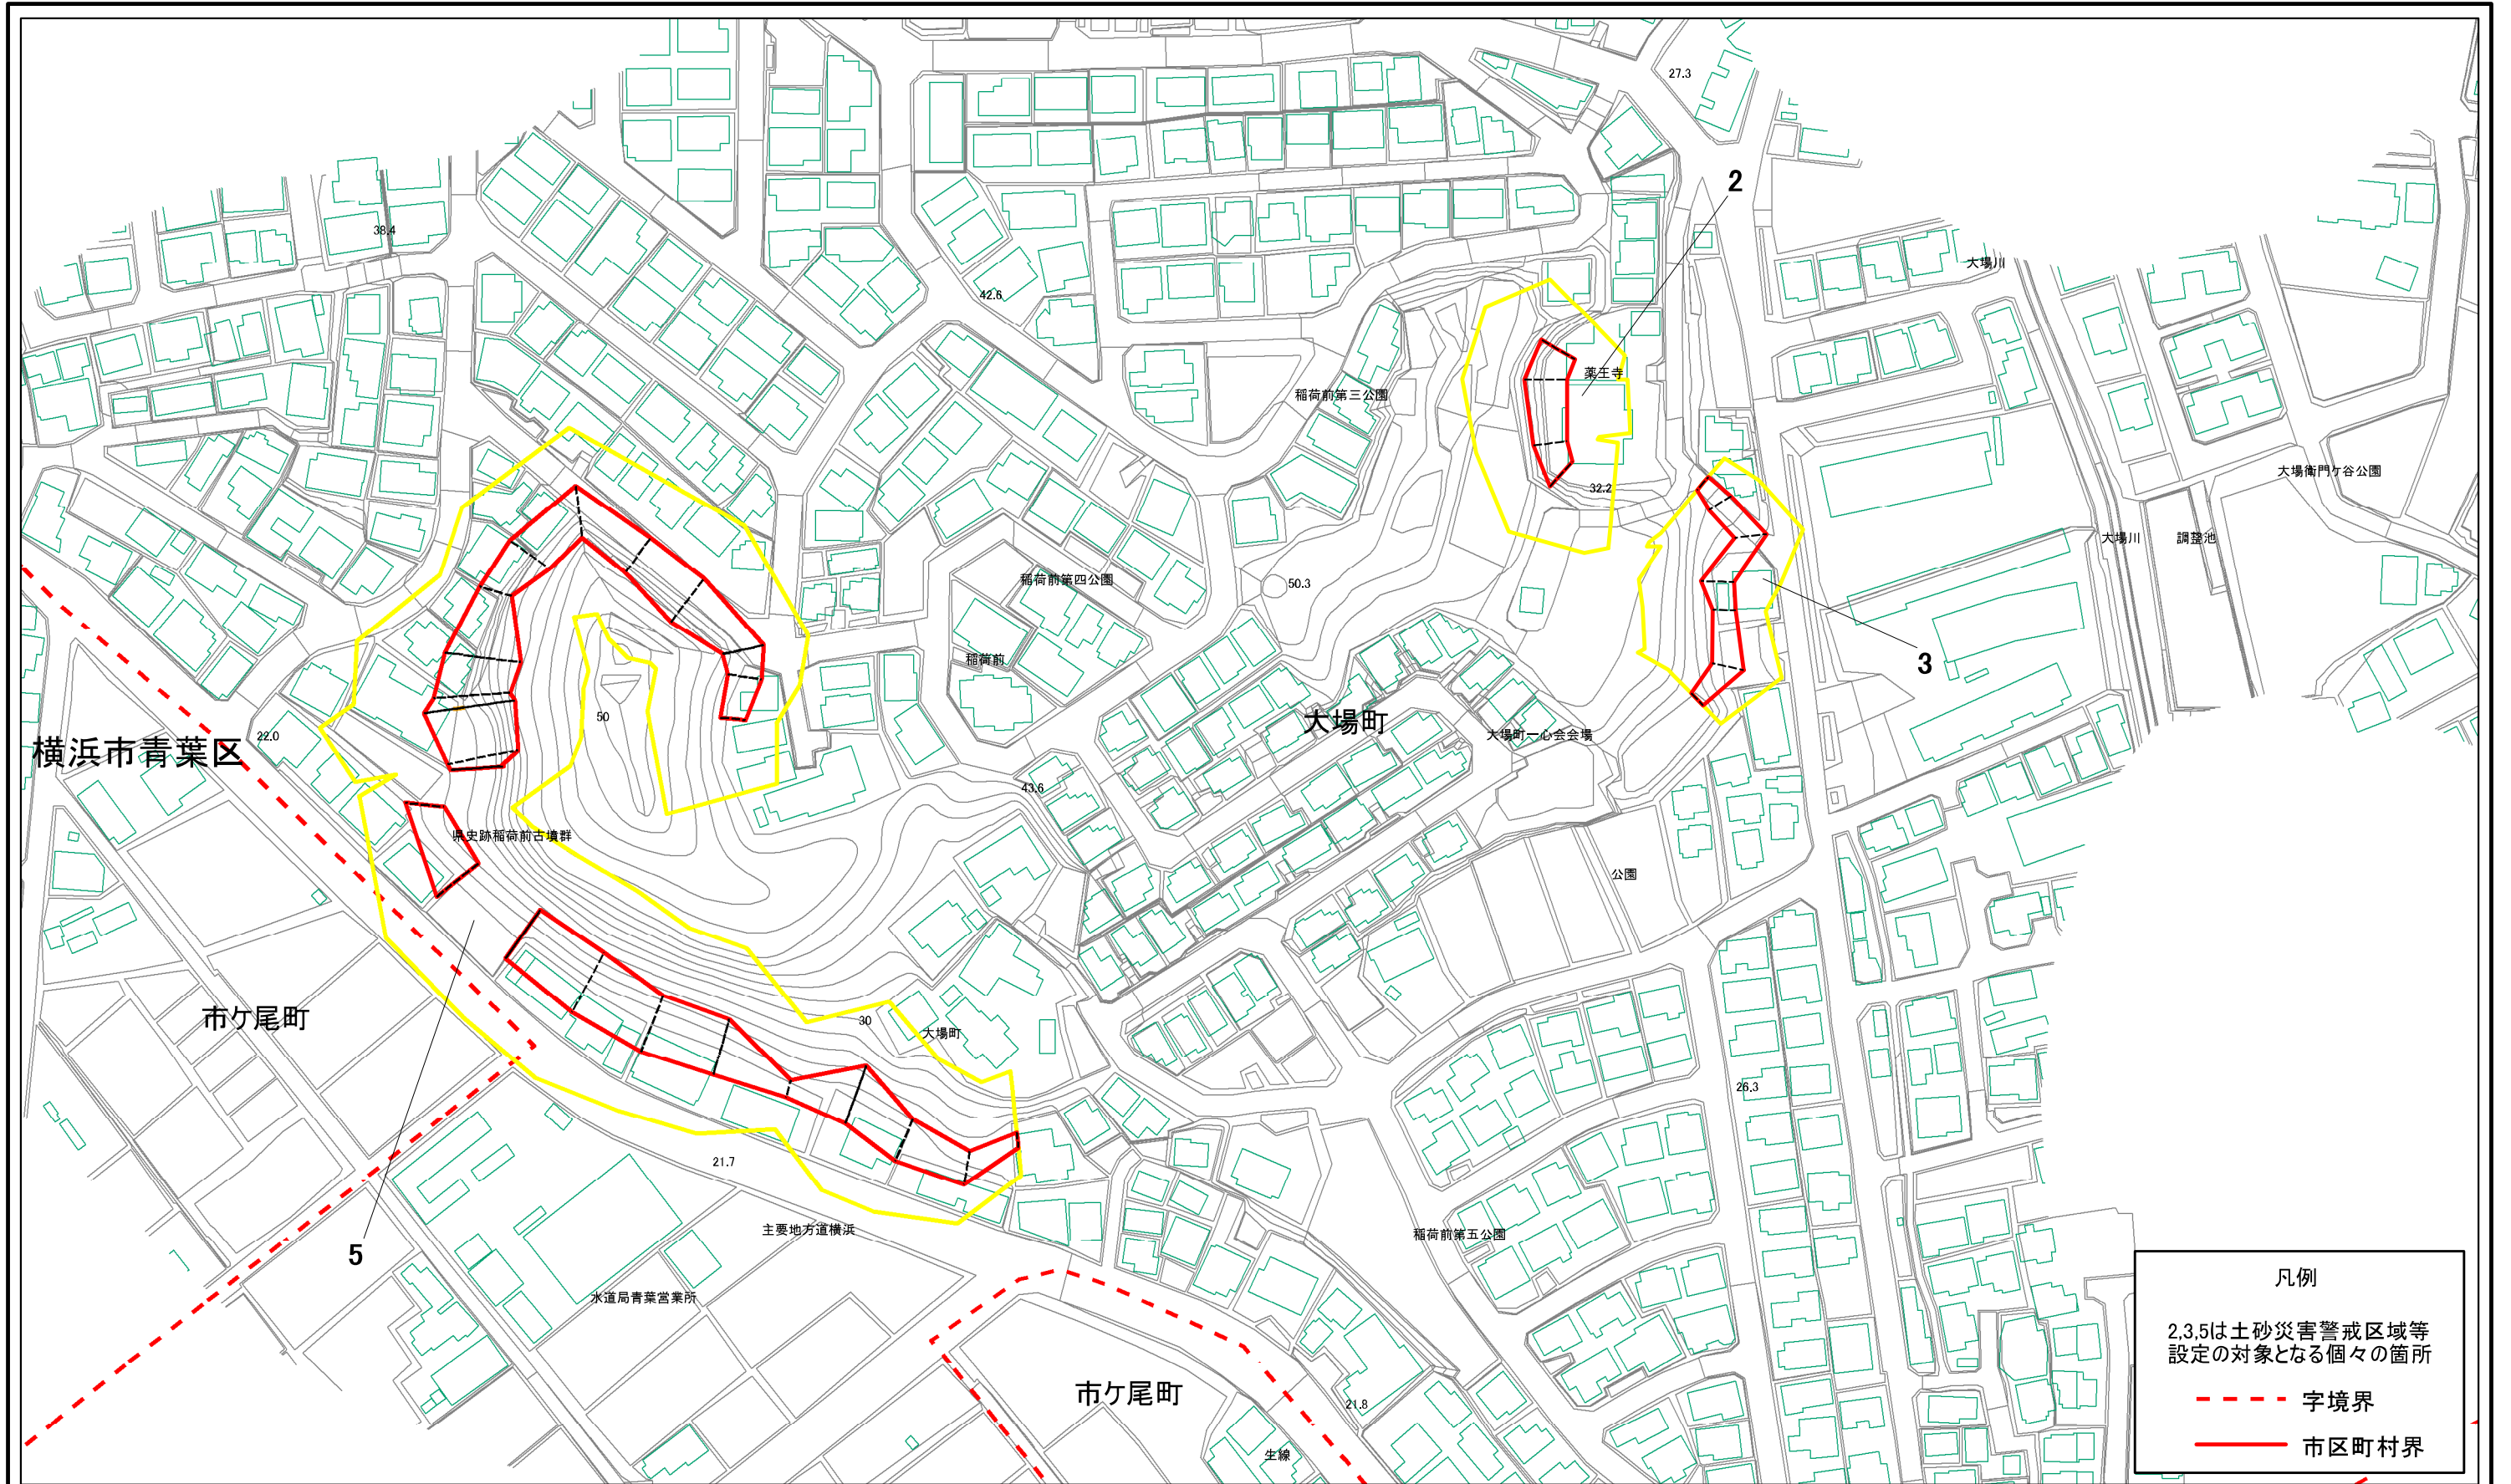 27.3
2
38.4
大場川
42.6
薬王寺
稲荷前第三公園
大場衛門ケ谷公園
32.2
大場川
調整池
稲荷前第四公園
50.3
稲荷前
3
50
大場町
横浜市青葉区
22.0
大場町一心会会場
43.6
県史跡稲荷前古墳群
公園
市ケ尾町
30
大場町
26.3
21.7
主要地方道横浜
稲荷前第五公園
5
水道局青葉営業所
市ケ尾町
21.8
生線
凡例
2,3,5は土砂災害警戒区域等
設定の対象となる個々の箇所
字境界
市区町村界